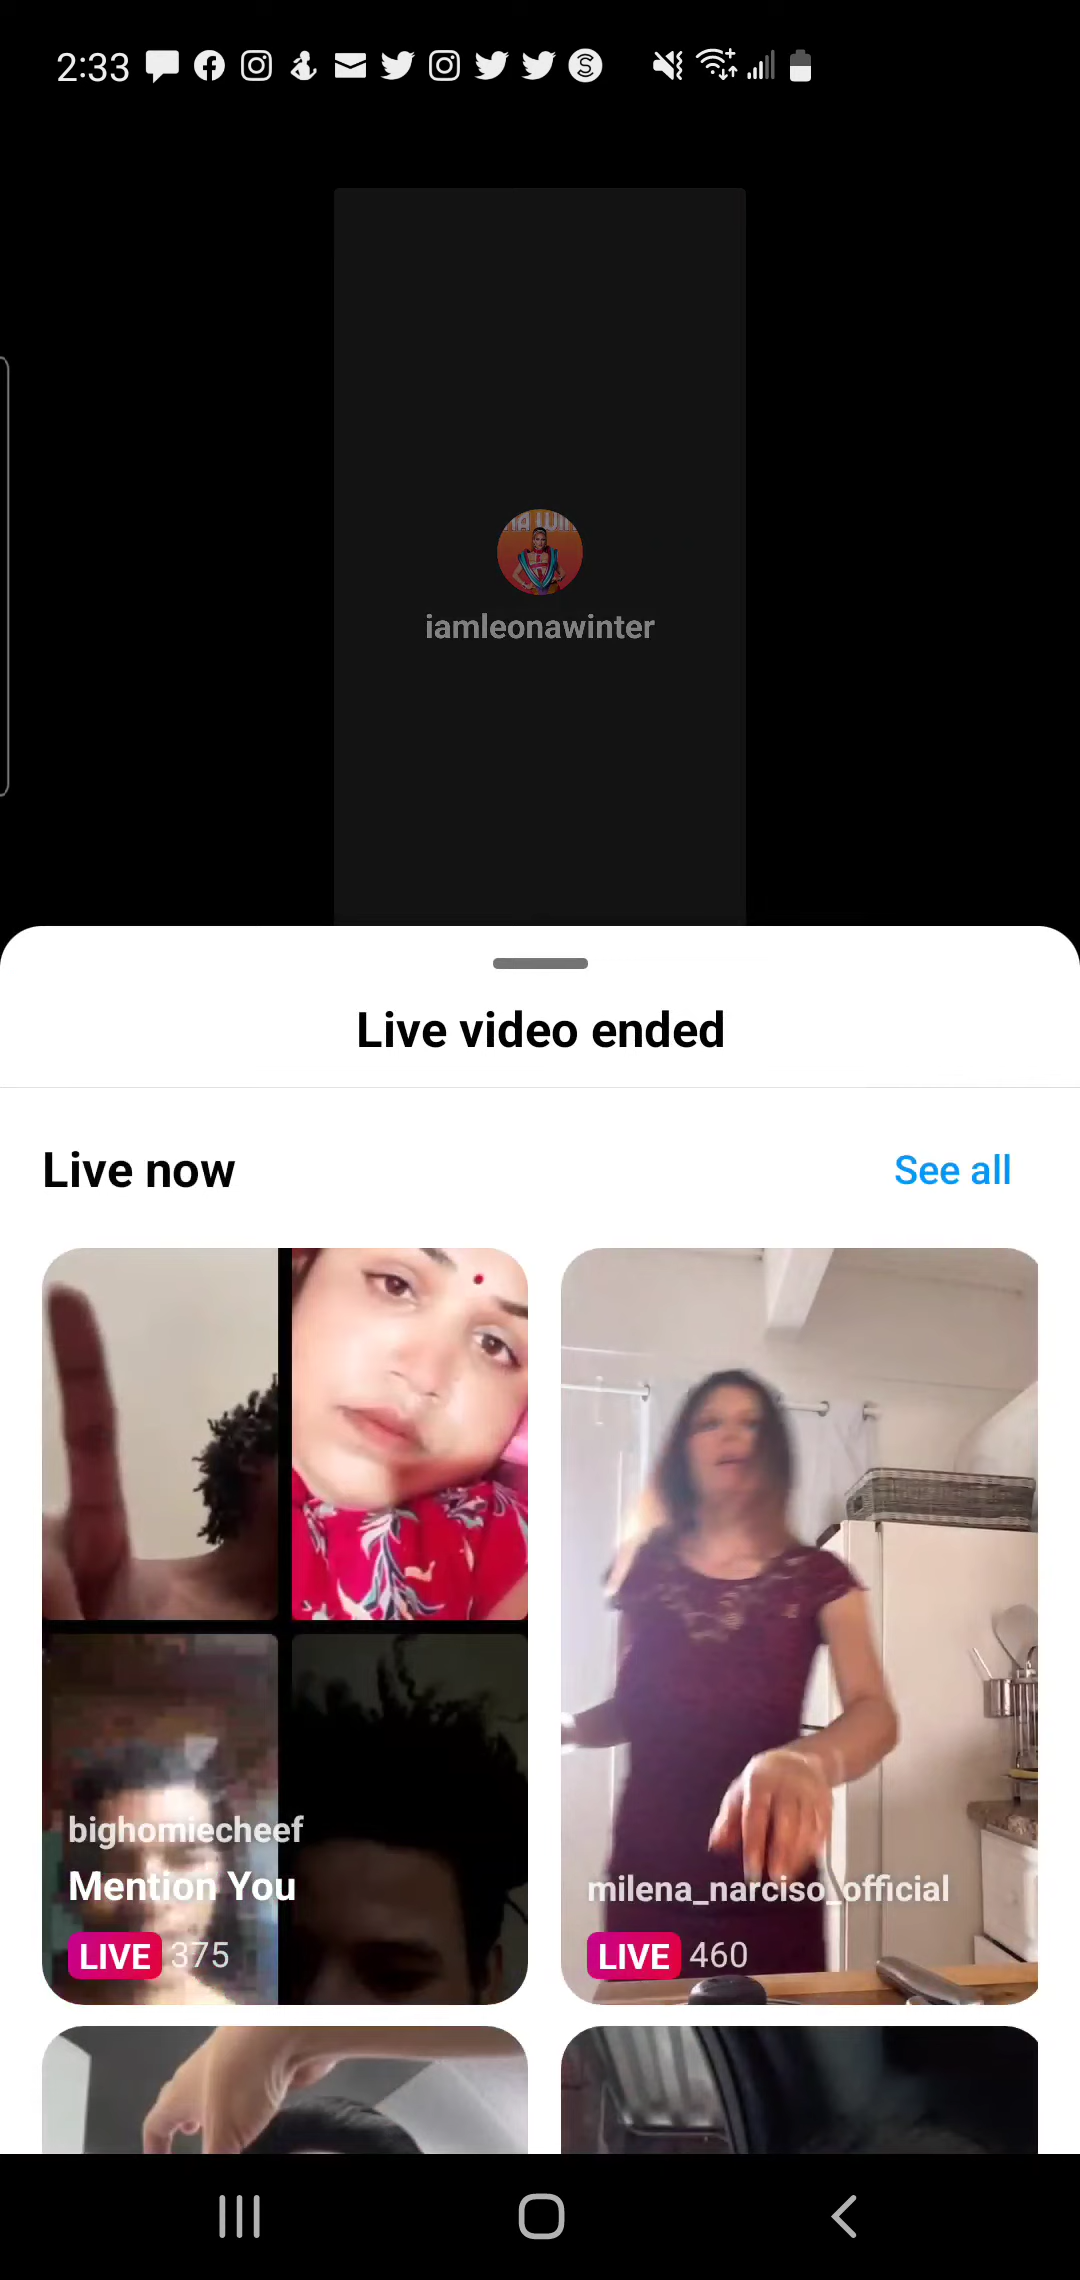 2:33
iamleonawinter
Live video ended
Live now
See all
bighomiecheef
Mention You
LIVE 375
milena_narciso_official
LIVE 460